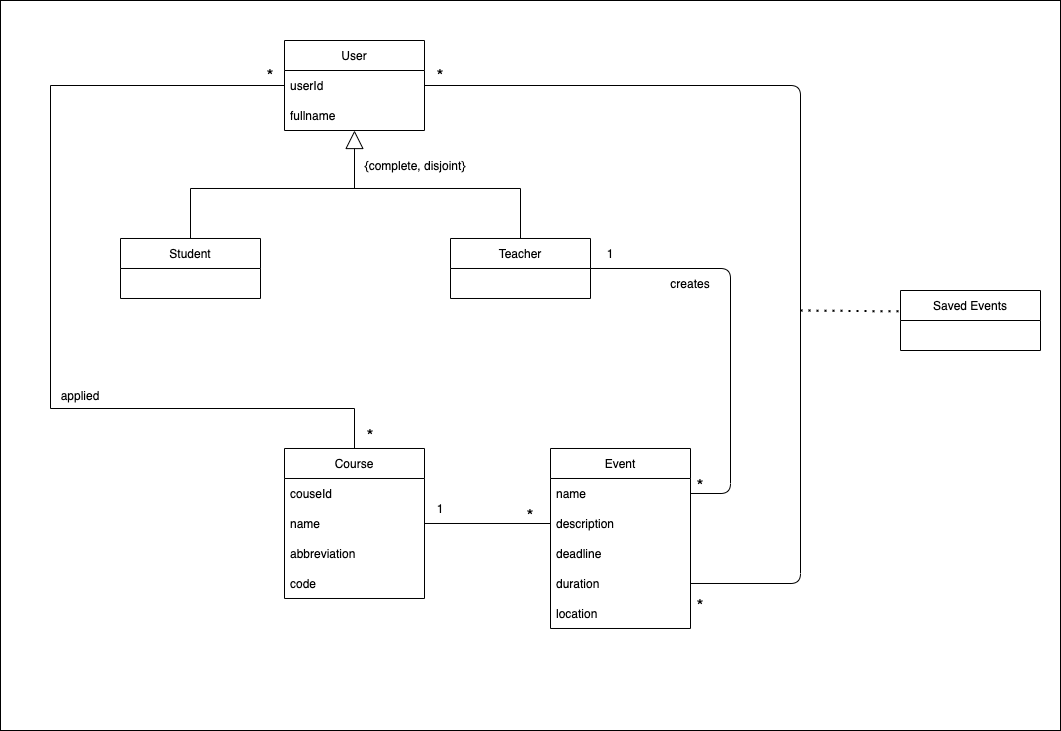 User
*
*
userId
fullname
{complete, disjoint}
Student
Teacher
1
creates
Saved Events
applied
*
Course
couseId
name
abbreviation
code
1
*
Event
name
description
deadline
duration
location
*
*